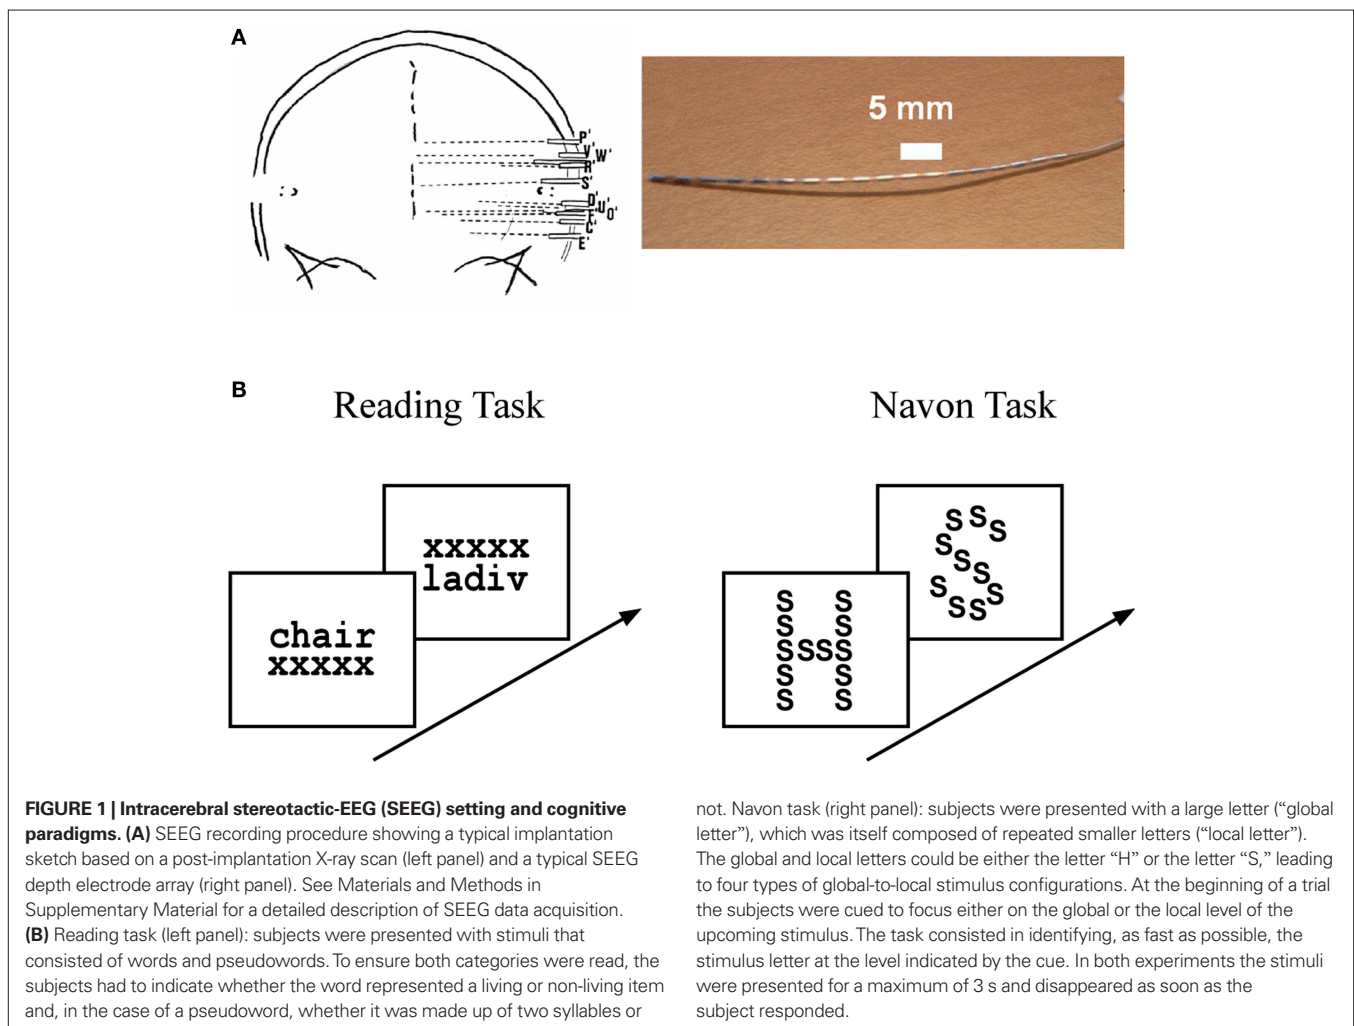 A
P'
V'
W'
R'
S'
D'
U'
O'
F'
C'
E'
5 mm
B
Reading Task
Navon Task
xxxxx
ladiv
chair
xxxxx
S S S
S
S S
S S
S S
S S
S S
SSSS
S S
S S
FIGURE 1 | Intracerebral stereotactic-EEG (SEEG) setting and cognitive
paradigms. (A) SEEG recording procedure showing a typical implantation
sketch based on a post-implantation X-ray scan (left panel) and a typical SEEG
depth electrode array (right panel). See Materials and Methods in
Supplementary Material for a detailed description of SEEG data acquisition.
(B) Reading task (left panel): subjects were presented with stimuli that
consisted of words and pseudowords. To ensure both categories were read, the
subjects had to indicate whether the word represented a living or non-living item
and, in the case of a pseudoword, whether it was made up of two syllables or
not. Navon task (right panel): subjects were presented with a large letter (“global
letter”), which was itself composed of repeated smaller letters (“local letter”).
The global and local letters could be either the letter “H” or the letter “S,” leading
to four types of global-to-local stimulus configurations. At the beginning of a trial
the subjects were cued to focus either on the global or the local level of the
upcoming stimulus. The task consisted in identifying, as fast as possible, the
stimulus letter at the level indicated by the cue. In both experiments the stimuli
were presented for a maximum of 3 s and disappeared as soon as the
subject responded.